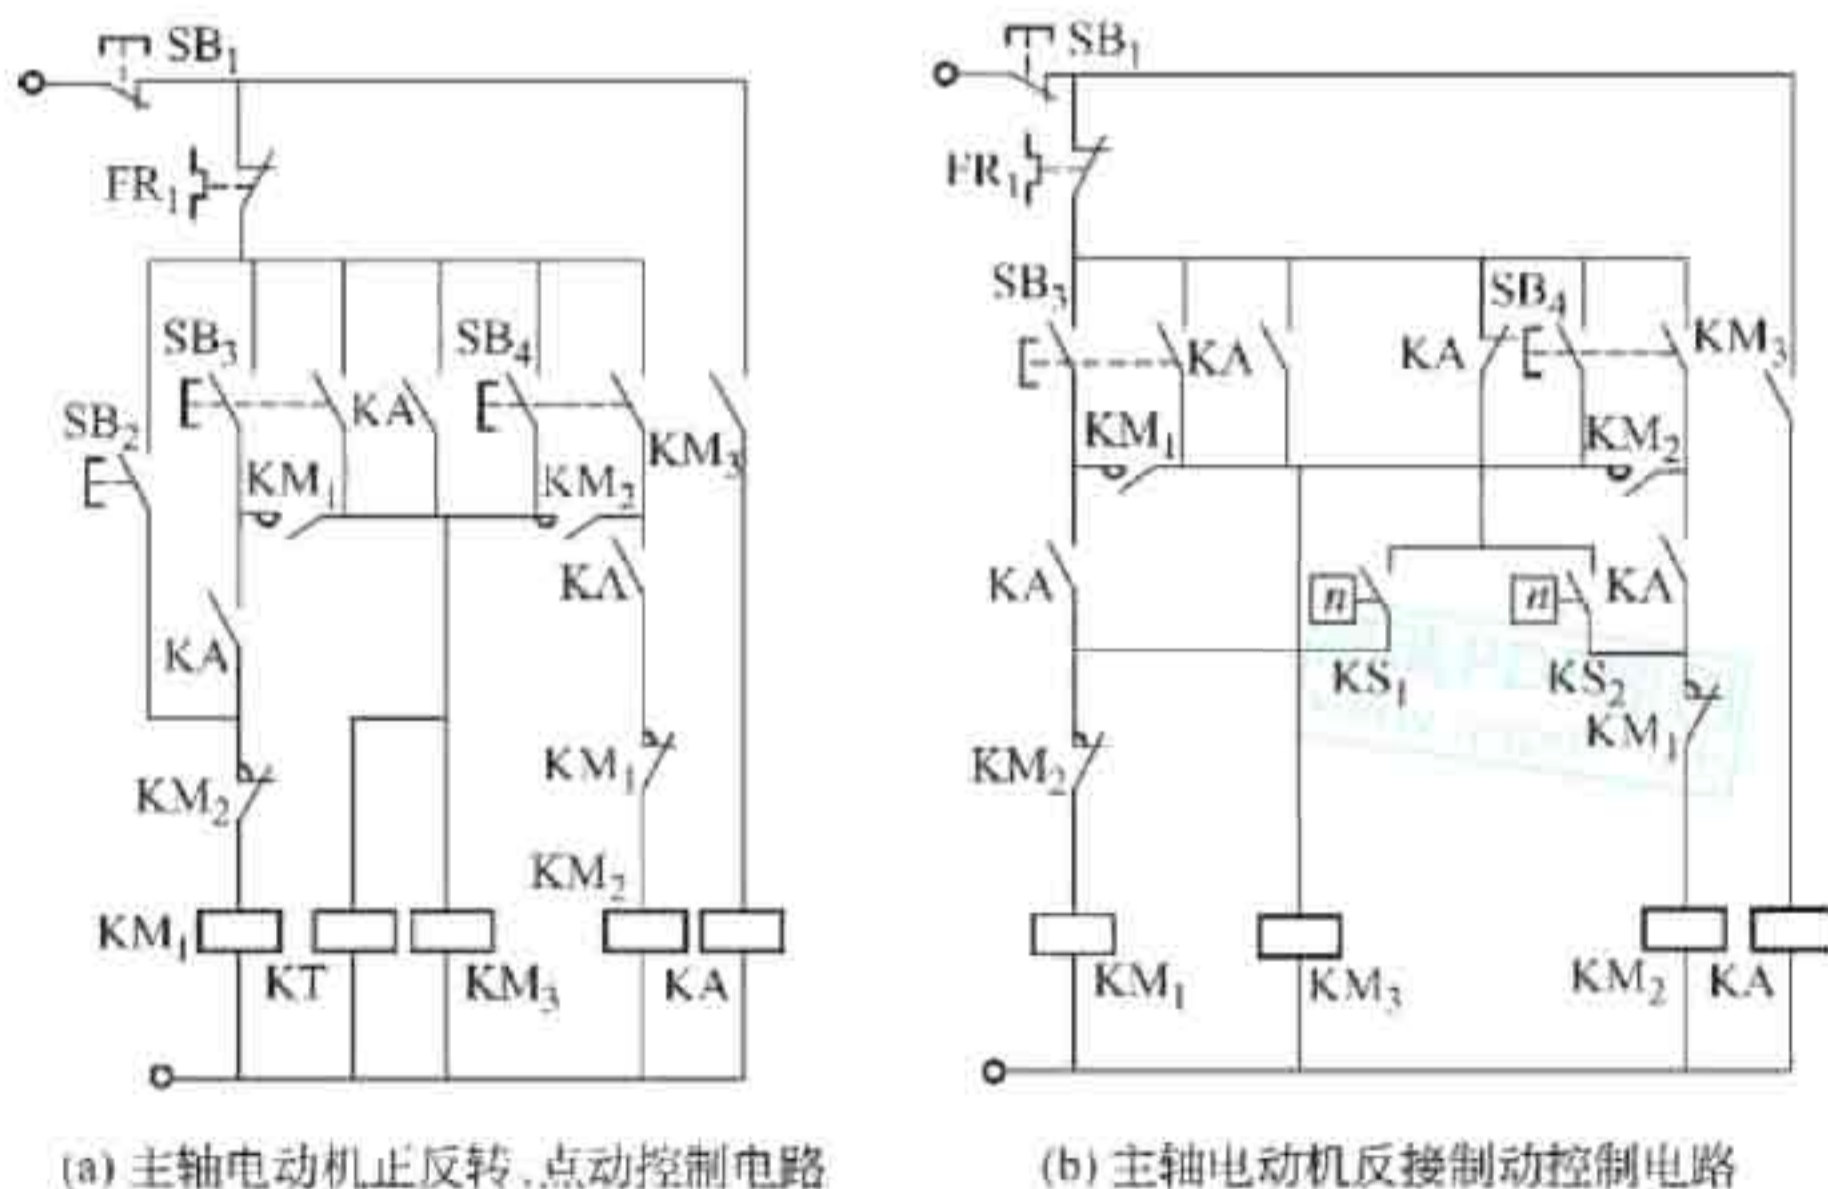 SB₁
FR₁
SB₃
SB₄
KA
SB₂
KM₁
KM₂
KM₃
KA
KA
KM₂
KM₁
KM₂
KM₁
KT
KM₃
KA
(a) 主轴电动机正反转、点动控制电路
SB₁
FR₁
SB₃
SB₄
KM₃
KA
KA
KM₁
KM₂
KA
n
n
KA
KS₁
KS₂
KM₁
KM₂
KM₁
KM₃
KM₂
KA
(b) 主轴电动机反接制动控制电路